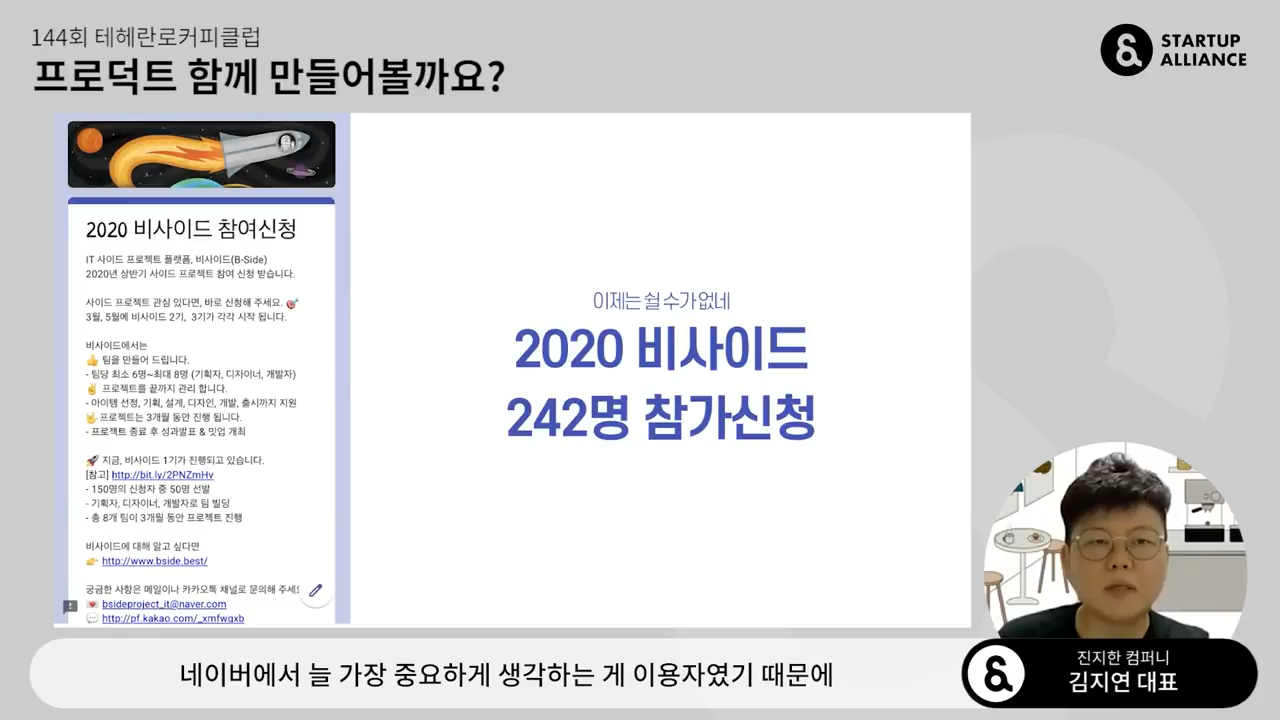 144회 테헤란로커피클럽
프로덕트 함께 만들어볼까요?
STARTUP
ALLIANCE
2020 비사이드 참여신청
IT 사이드 프로젝트 플랫폼, 비사이드(B-Side)
2020년 상반기 사이드 프로젝트 참여 신청 받습니다.
사이드 프로젝트 관심 있다면, 바로 신청해 주세요. 🎯
3월, 5월에 비사이드 2기, 3기가 각각 시작 됩니다.
비사이드에서는
👍 팀을 만들어 드립니다.
- 팀당 최소 6명~최대 8명 (기획자, 디자이너, 개발자)
✌ 프로젝트를 끝까지 관리 합니다.
- 아이템 선정, 기획, 설계, 디자인, 개발, 출시까지 지원
🤟 프로젝트는 3개월 동안 진행 됩니다.
- 프로젝트 종료 후 성과발표 & 밋업 개최
🚀 지금, 비사이드 1기가 진행되고 있습니다.
[참고] http://bit.ly/2PNZmHv
- 150명의 신청자 중 50명 선발
- 기획자, 디자이너, 개발자로 팀 빌딩
- 총 8개 팀이 3개월 동안 프로젝트 진행
비사이드에 대해 알고 싶다면
👉 http://www.bside.best/
궁금한 사항은 메일이나 카카오톡 채널로 문의해 주세요
💌 bsideproject_it@naver.com
💬 http://pf.kakao.com/_xmfwqxb
이제는 쉴 수가 없네
2020 비사이드
242명 참가신청
네이버에서 늘 가장 중요하게 생각하는 게 이용자였기 때문에
진지한 컴퍼니
김지연 대표